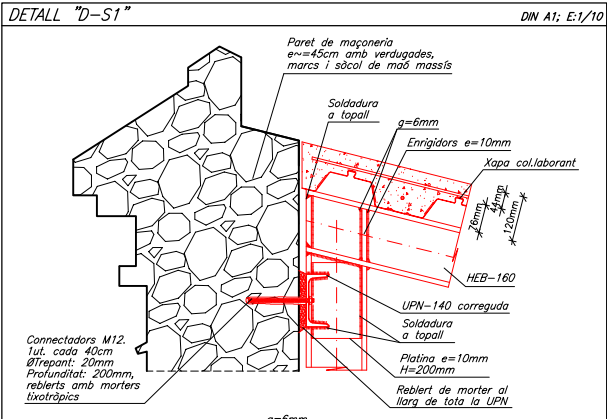 DETALL "D-S1"
DIN A1; E:1/10
Paret de maçoneria
e~=45cm amb verdugades,
marcs i sòcol de maó massís
Soldadura
a topall
g=6mm
Enrigidors e=10mm
Xapa col.laborant
76mm
44mm
120mm
HEB-160
UPN-140 correguda
Soldadura
a topall
Platina e=10mm
H=200mm
Reblert de morter al
llarg de tota la UPN
Connectadors M12.
1ut. cada 40cm
ØTrepant: 20mm
Profunditat: 200mm,
reblerts amb morters
tixotròpics
g=6mm